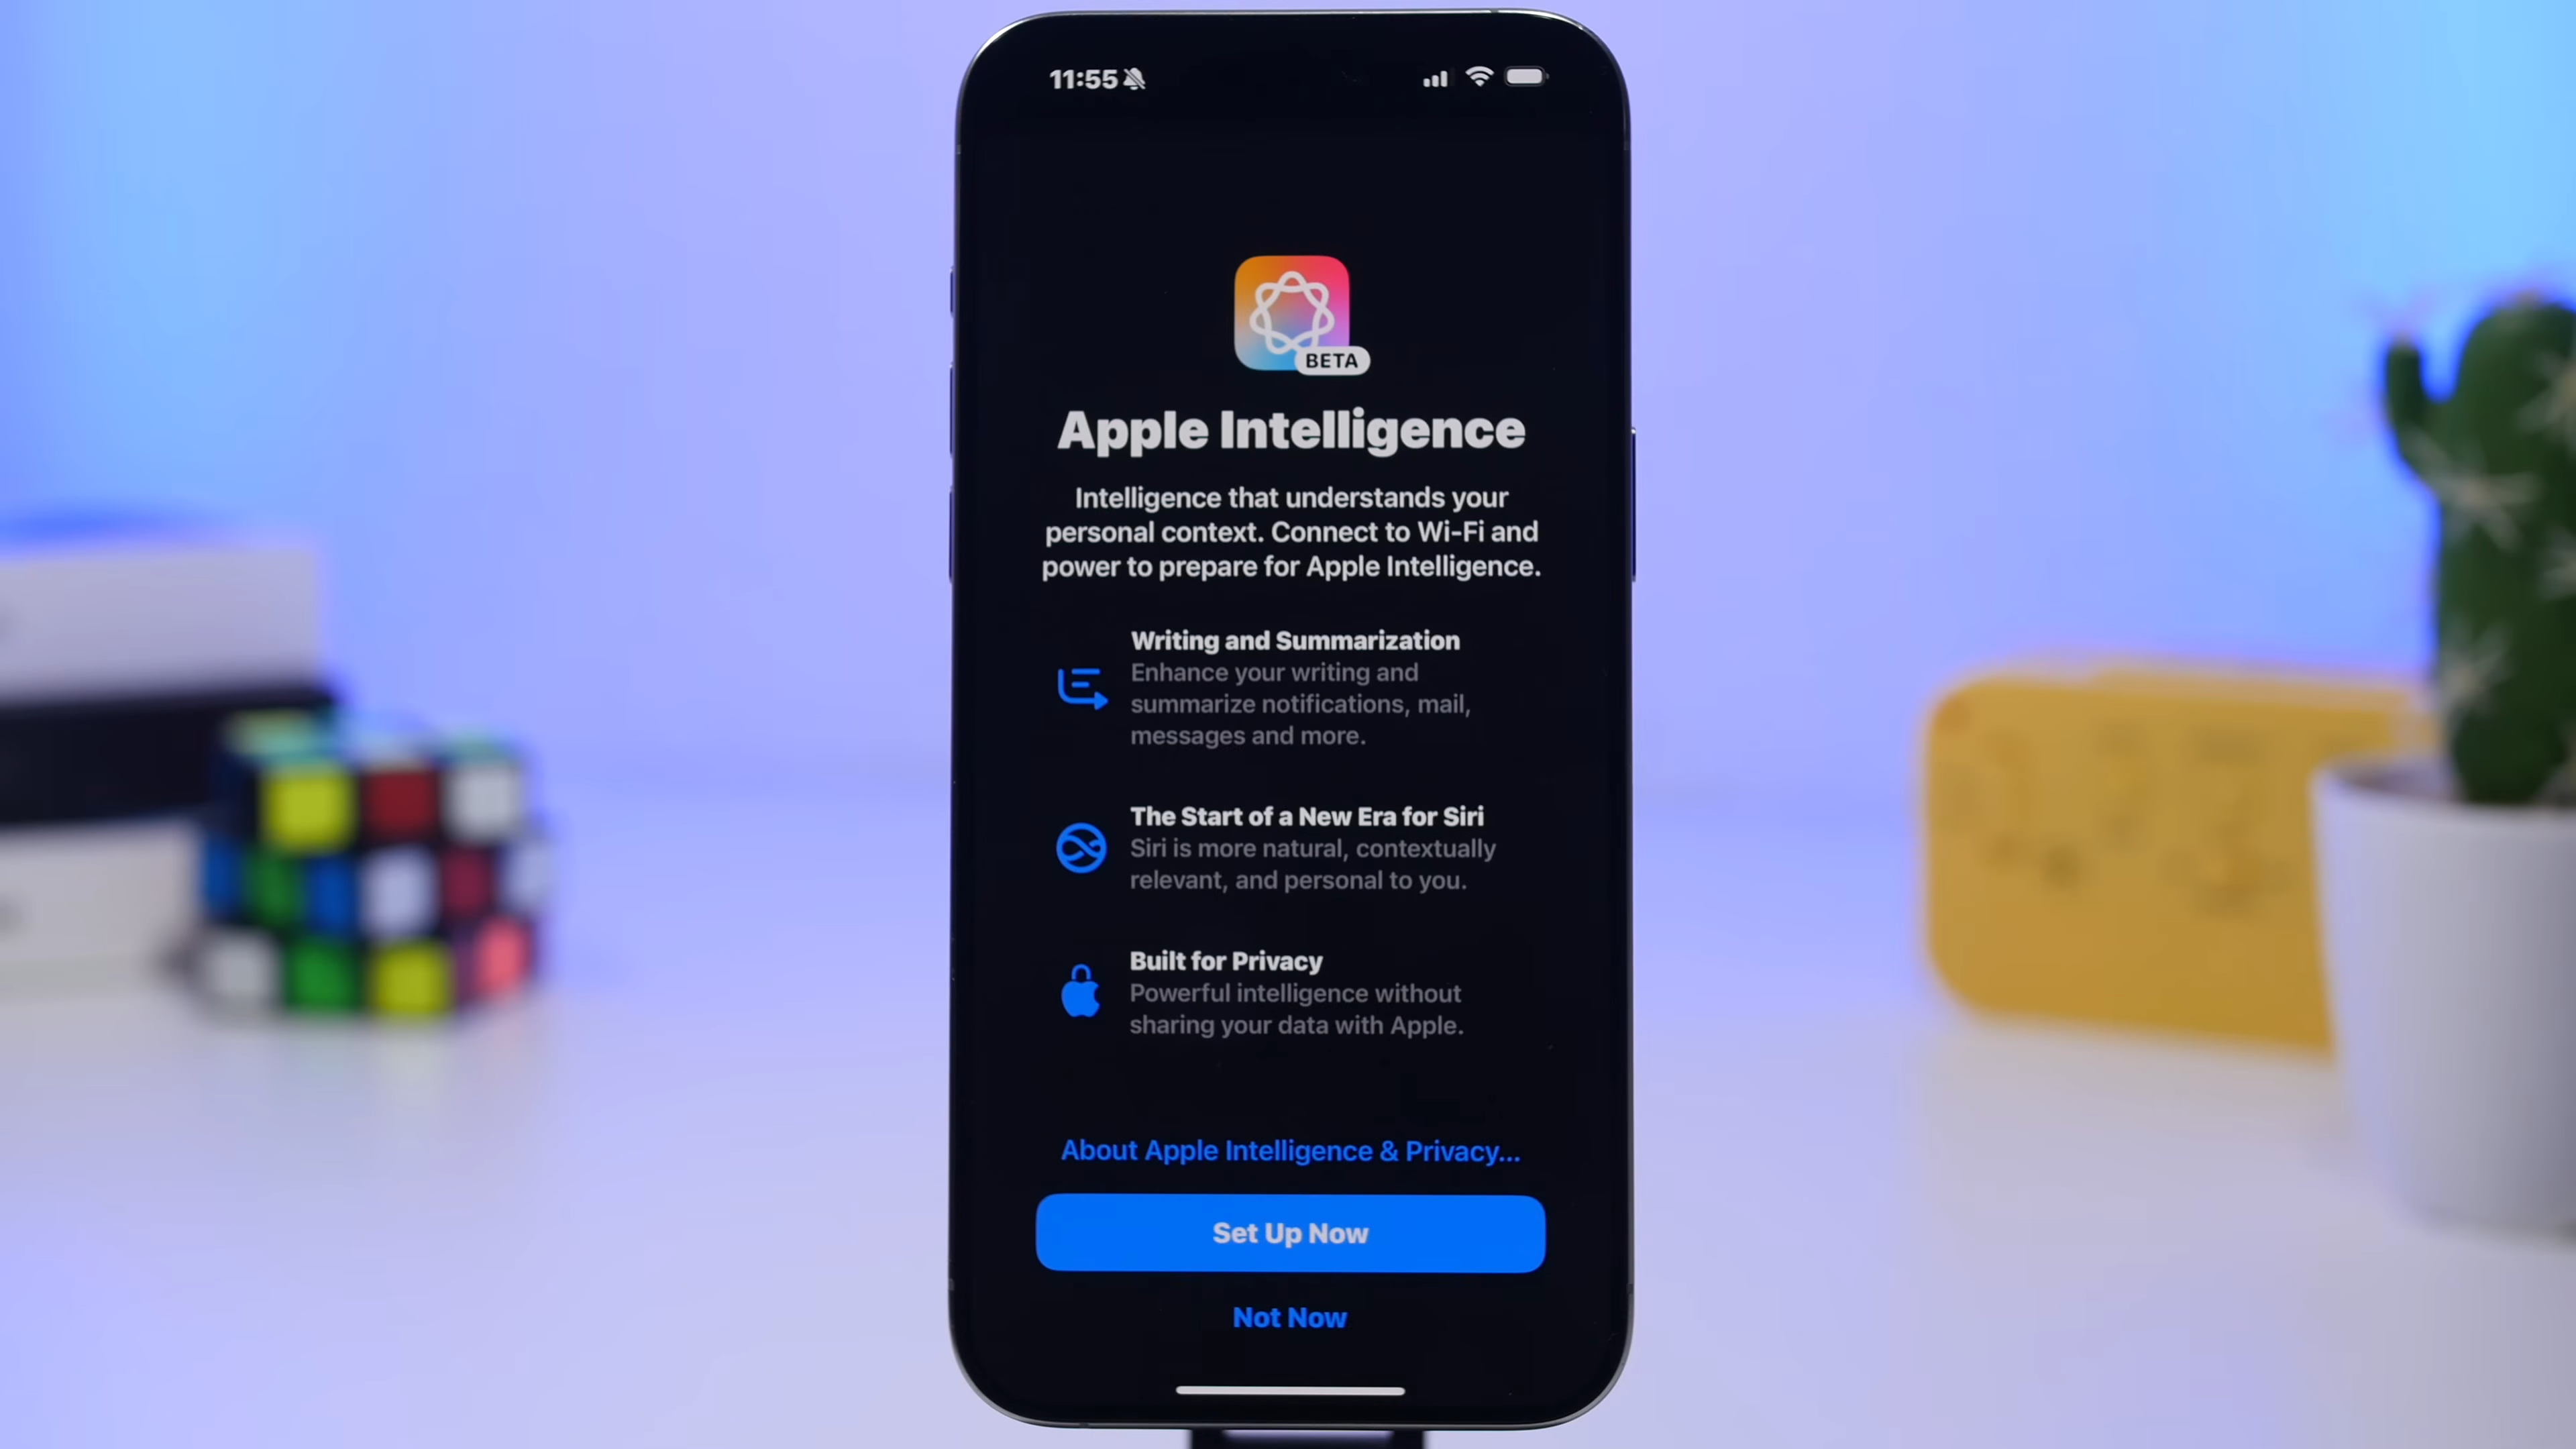 11:55
BETA
Apple Intelligence
Intelligence that understands your
personal context. Connect to Wi-Fi and
power to prepare for Apple Intelligence.
Writing and Summarization
Enhance your writing and
summarize notifications, mail,
messages and more.
The Start of a New Era for Siri
Siri is more natural, contextually
relevant, and personal to you.
Built for Privacy
Powerful intelligence without
sharing your data with Apple.
About Apple Intelligence & Privacy...
Set Up Now
Not Now